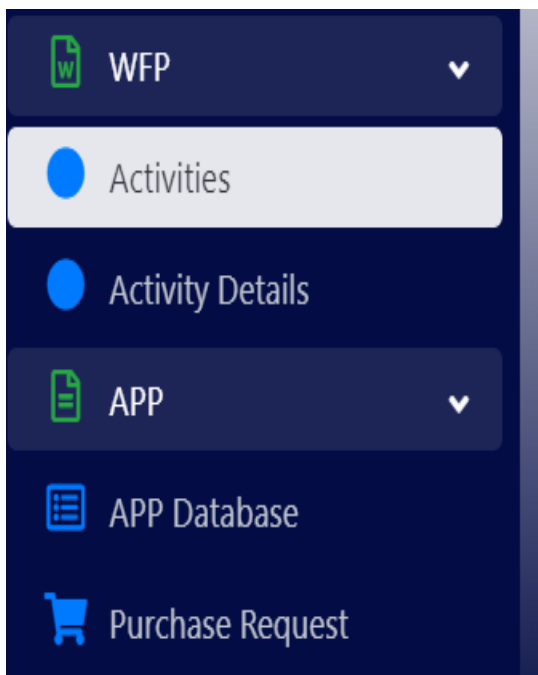 WFP
Activities
Activity Details
APP
APP Database
Purchase Request